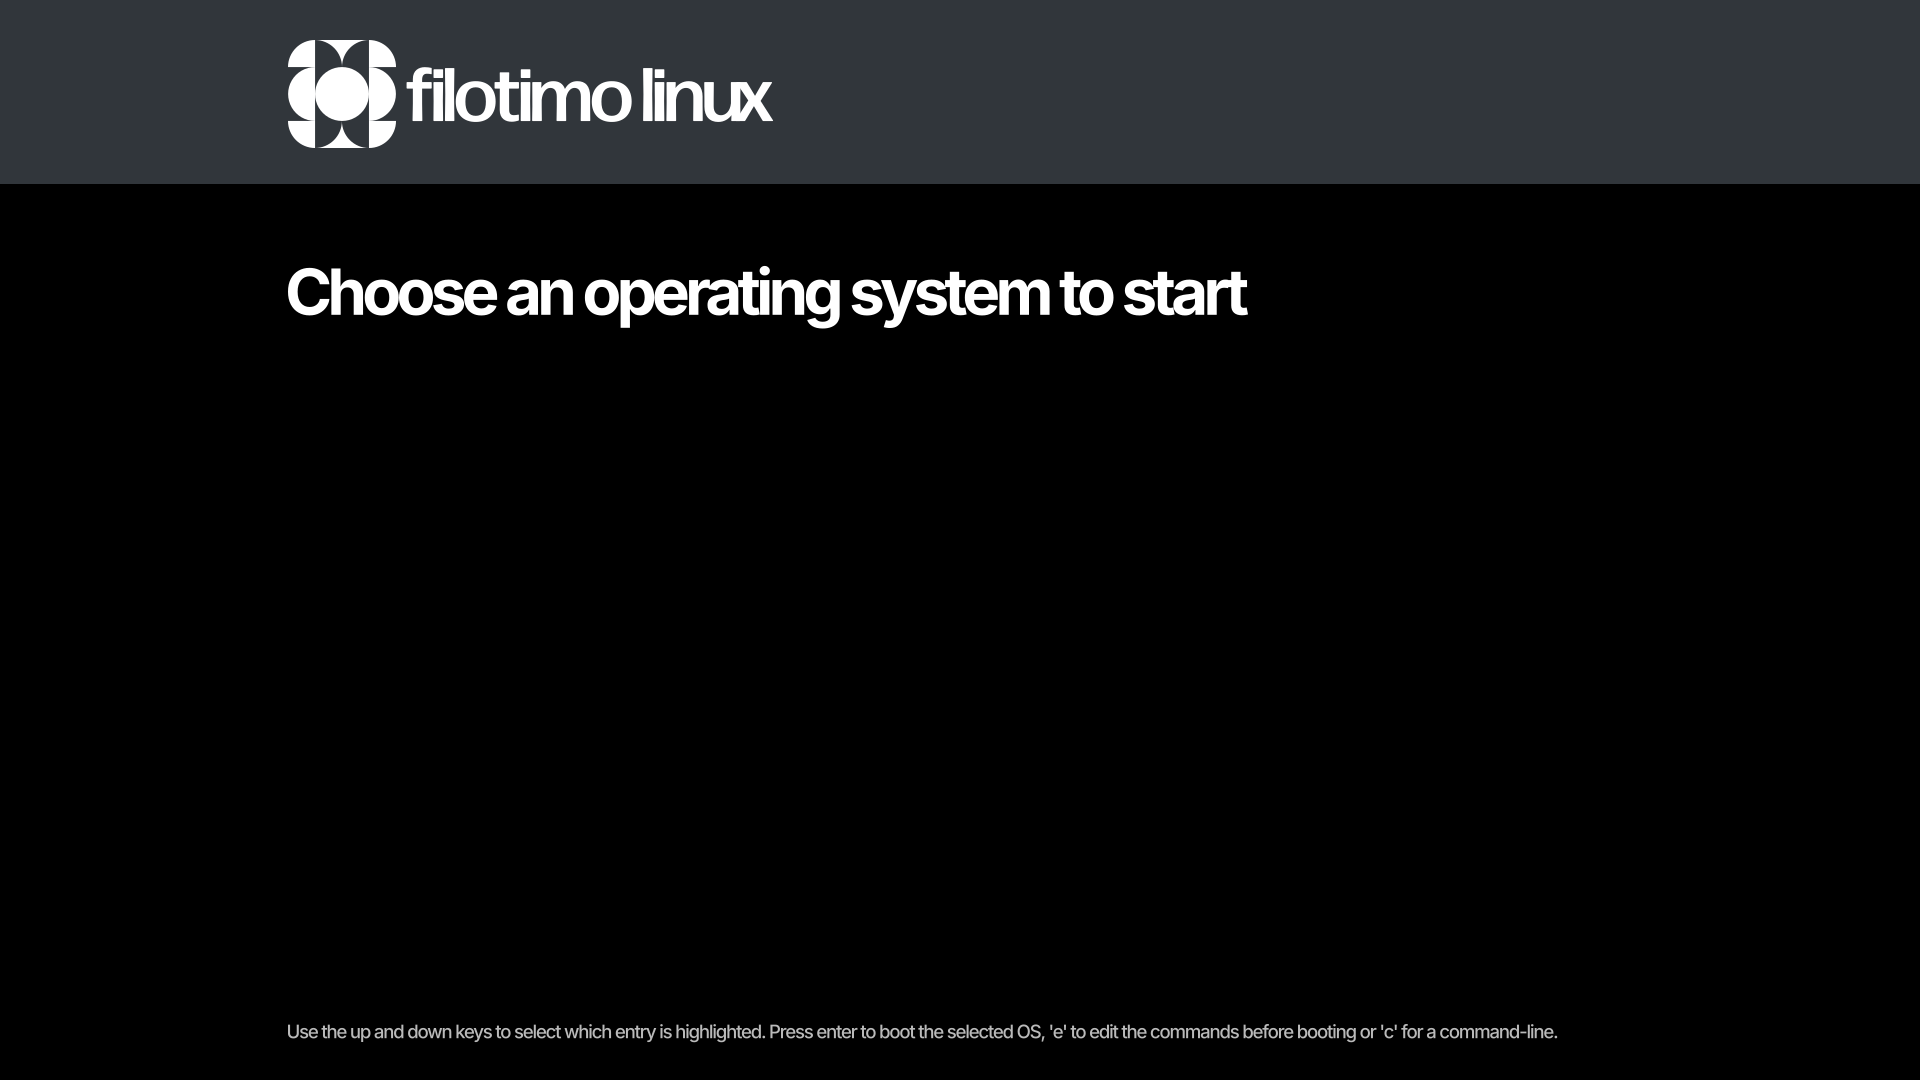 filotimo linux
Choose an operating system to start
Use the up and down keys to select which entry is highlighted. Press enter to boot the selected OS, 'e' to edit the commands before booting or 'c' for a command-line.